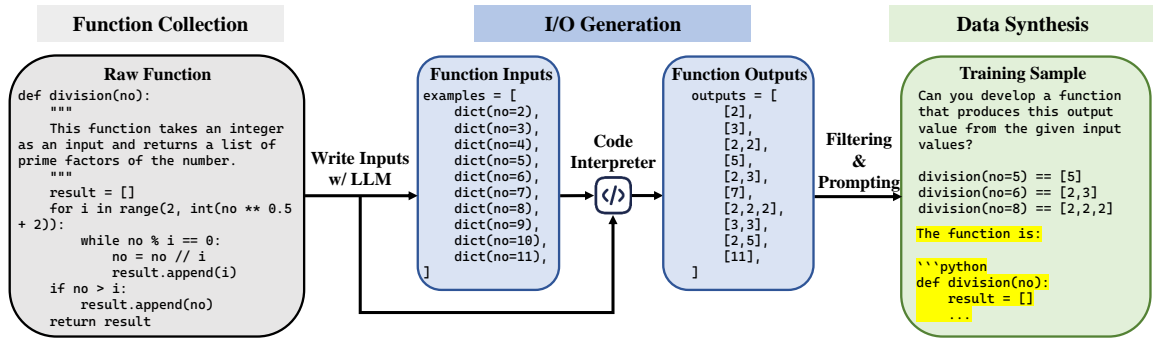 Function Collection
I/O Generation
Data Synthesis
Raw Function
def division(no):
    """
    This function takes an integer
as an input and returns a list of
prime factors of the number.
    """
    result = []
    for i in range(2, int(no ** 0.5
+ 2)):
        while no % i == 0:
            no = no // i
            result.append(i)
    if no > i:
        result.append(no)
    return result
Write Inputs
w/ LLM
Function Inputs
examples = [
    dict(no=2),
    dict(no=3),
    dict(no=4),
    dict(no=5),
    dict(no=6),
    dict(no=7),
    dict(no=8),
    dict(no=9),
    dict(no=10),
    dict(no=11),
]
Code
Interpreter
</>
Function Outputs
outputs = [
    [2],
    [3],
    [2,2],
    [5],
    [2,3],
    [7],
    [2,2,2],
    [3,3],
    [2,5],
    [11],
]
Filtering
&
Prompting
Training Sample
Can you develop a function
that produces this output
value from the given input
values?
division(no=5) == [5]
division(no=6) == [2,3]
division(no=8) == [2,2,2]
The function is:
```python
def division(no):
    result = []
    ...